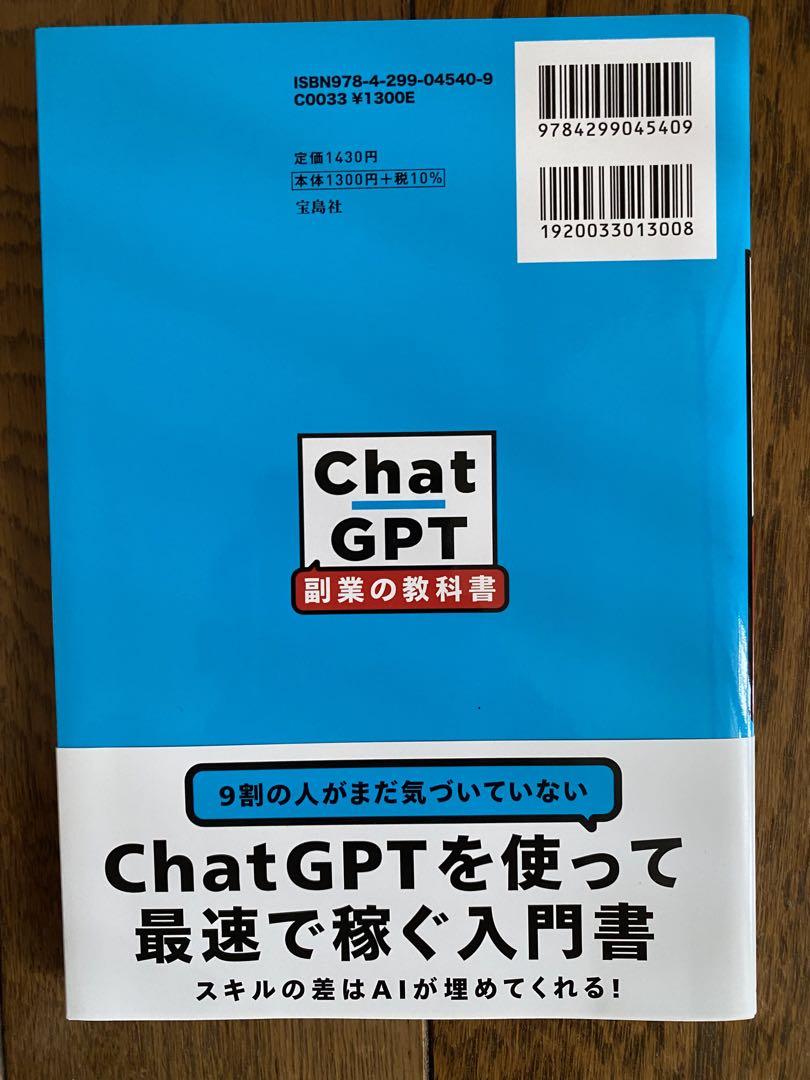 ISBN978-4-299-04540-9
C0033 ¥1300E
定価1430円
本体1300円+税10%
宝島社
9784299045409
1920033013008
Chat
GPT
副業の教科書
9割の人がまだ気づいていない
ChatGPTを使って
最速で稼ぐ入門書
スキルの差はAIが埋めてくれる!